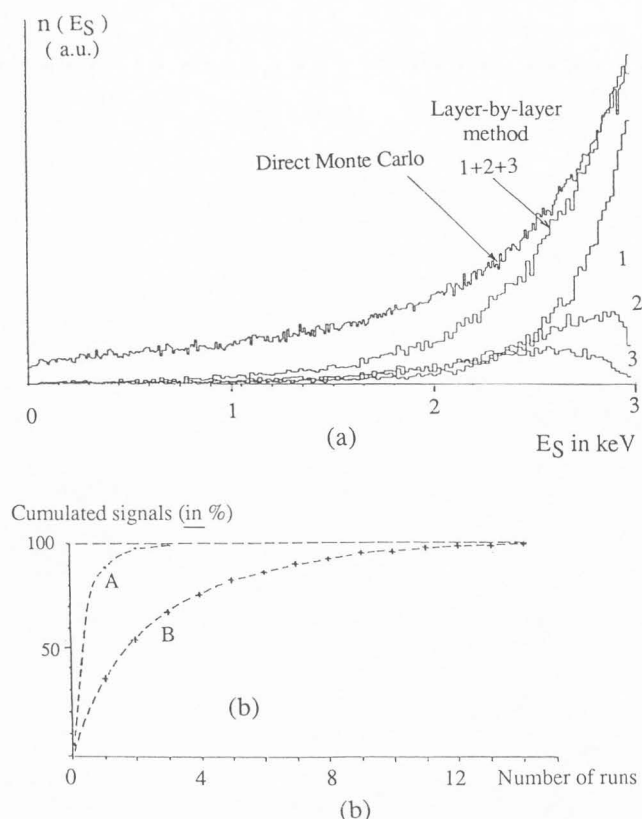 n (ES)
( a.u.)
Layer-by-layer
method
1+2+3
Direct Monte Carlo
1
2
3
0
1
2
3
(a)
ES in keV
Cumulated signals (in %)
100
A
50
B
(b)
0
4
8
12
Number of runs
(b)